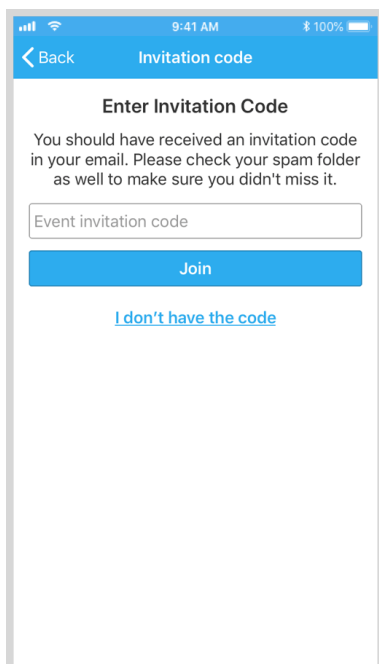 9:41 AM 100%
Back Invitation code
Enter Invitation Code
You should have received an invitation code
in your email. Please check your spam folder
as well to make sure you didn't miss it.
Event invitation code
Join
I don’t have the code